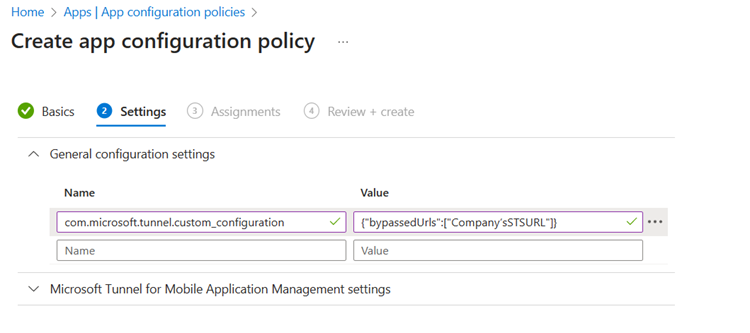 Home > Apps | App configuration policies >
Create app configuration policy ...
Basics 2 Settings 3 Assignments 4 Review + create
General configuration settings
Name Value
com.microsoft.tunnel.custom_configuration {"bypassedUrls":["Company'sSTSURL"]} ...
Name Value
Microsoft Tunnel for Mobile Application Management settings